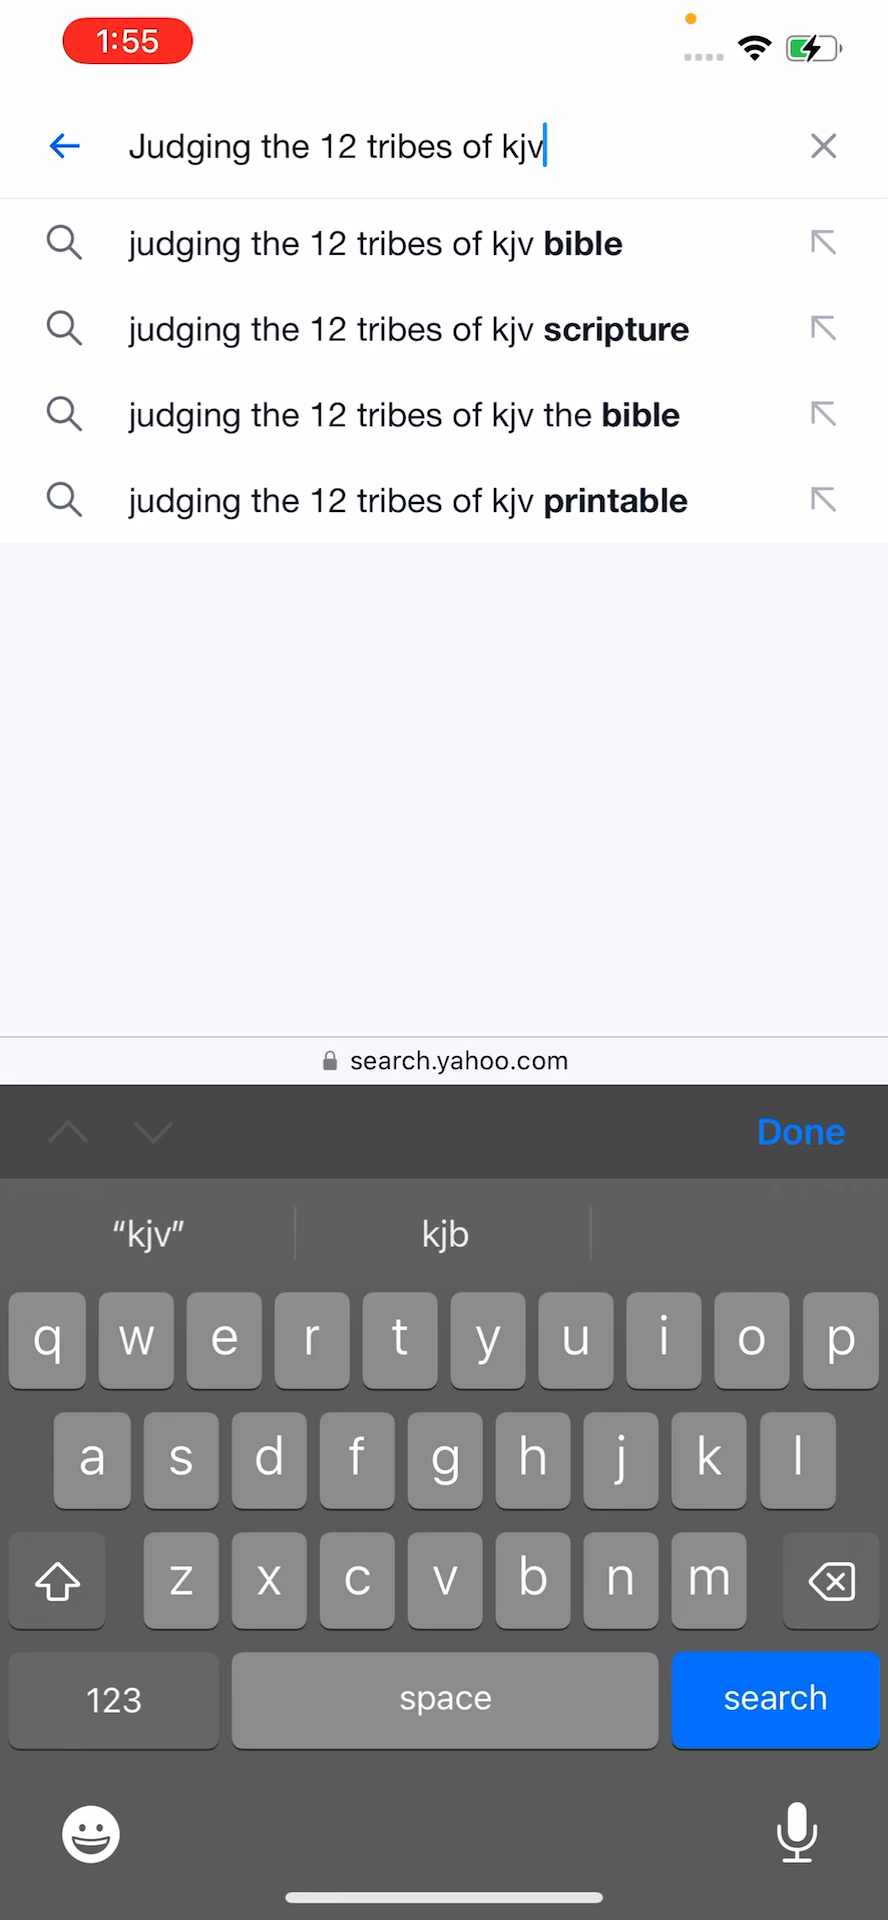 1:55
Judging the 12 tribes of kjv
judging the 12 tribes of kjv bible
judging the 12 tribes of kjv scripture
judging the 12 tribes of kjv the bible
judging the 12 tribes of kjv printable
search.yahoo.com
Done
“kjv” kjb
q w e r t y u i o p
a s d f g h j k l
z x c v b n m
123 space search